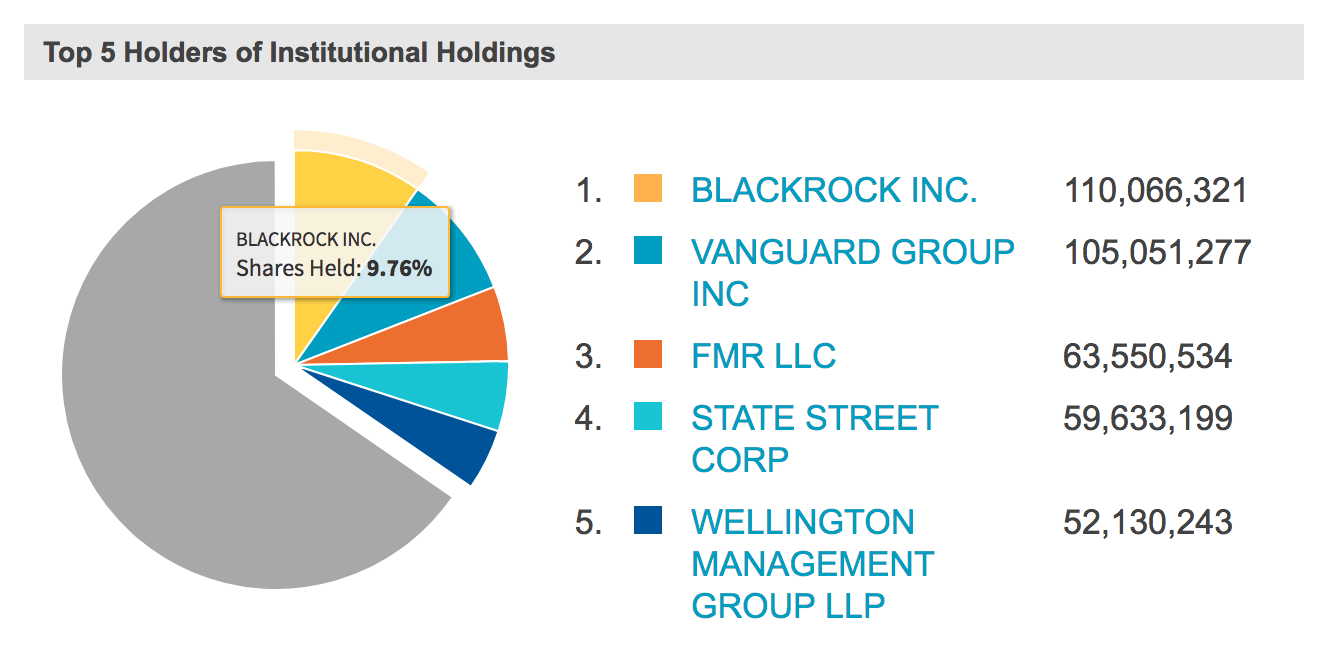 Top 5 Holders of Institutional Holdings
BLACKROCK INC.
Shares Held: 9.76%
1. BLACKROCK INC. 110,066,321
2. VANGUARD GROUP 105,051,277
INC
3. FMR LLC 63,550,534
4. STATE STREET 59,633,199
CORP
5. WELLINGTON 52,130,243
MANAGEMENT
GROUP LLP